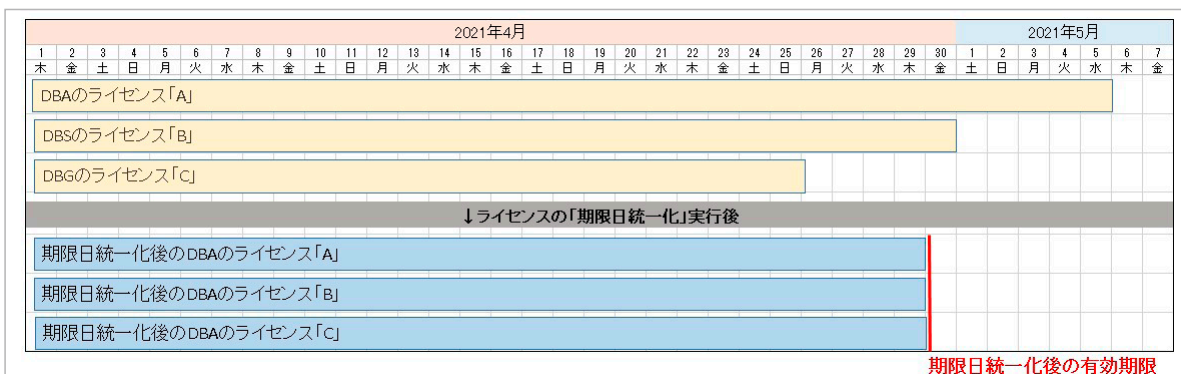 2021年4月 2021年5月
1 2 3 4 5 6 7 8 9 10 11 12 13 14 15 16 17 18 19 20 21 22 23 24 25 26 27 28 29 30 1 2 3 4 5 6 7
木 金 土 日 月 火 水 木 金 土 日 月 火 水 木 金 土 日 月 火 水 木 金 土 日 月 火 水 木 金 土 日 月 火 水 木 金
DBAのライセンス「A」
DBSのライセンス「B」
DBGのライセンス「C」
↓ライセンスの「期限日統一化」実行後
期限日統一化後のDBAのライセンス「A」
期限日統一化後のDBAのライセンス「B」
期限日統一化後のDBAのライセンス「C」
期限日統一化後の有効期限